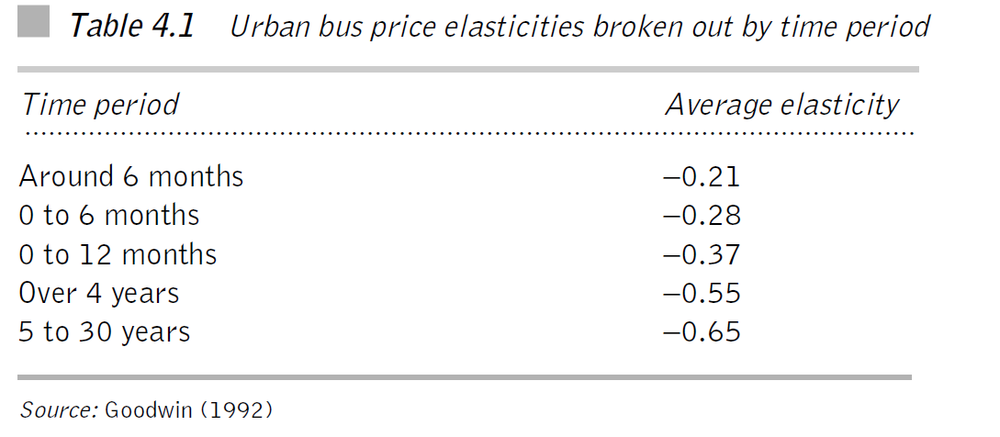 Table 4.1 Urban bus price elasticities broken out by time period
Time period Average elasticity
Around 6 months –0.21
0 to 6 months –0.28
0 to 12 months –0.37
Over 4 years –0.55
5 to 30 years –0.65
Source: Goodwin (1992)